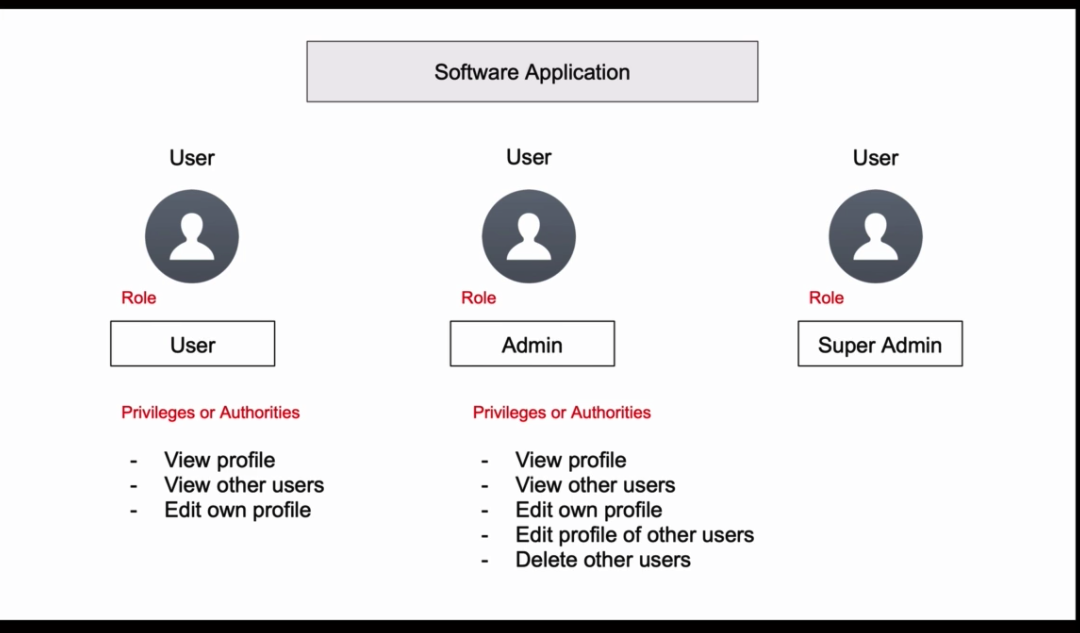 Software Application
User
User
User
Role
Role
Role
User
Admin
Super Admin
Privileges or Authorities
- View profile
- View other users
- Edit own profile
Privileges or Authorities
- View profile
- View other users
- Edit own profile
- Edit profile of other users
- Delete other users